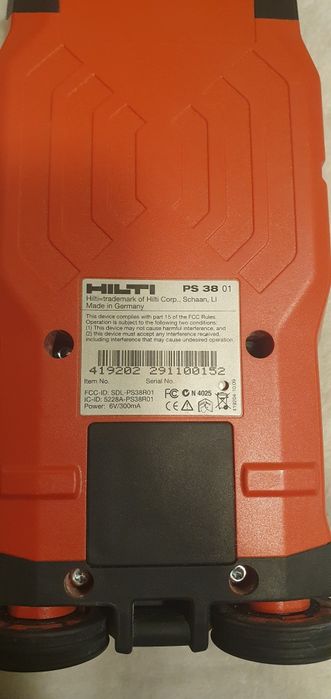 HILTI PS 38 01
Hilti=trademark of Hilti Corp., Schaan, LI
Made in Germany
This device complies with part 15 of the FCC Rules.
Operation is subject to the following two conditions:
(1) This device may not cause harmful interference, and
(2) this device must accept interference received,
including interference that may cause undesired operation.
419202 291100152
Item No. Serial No.
FCC-ID: SDL-PS38R01 FC N 4025
IC-ID: 5228A-PS38R01
Power: 6V/300mA CE